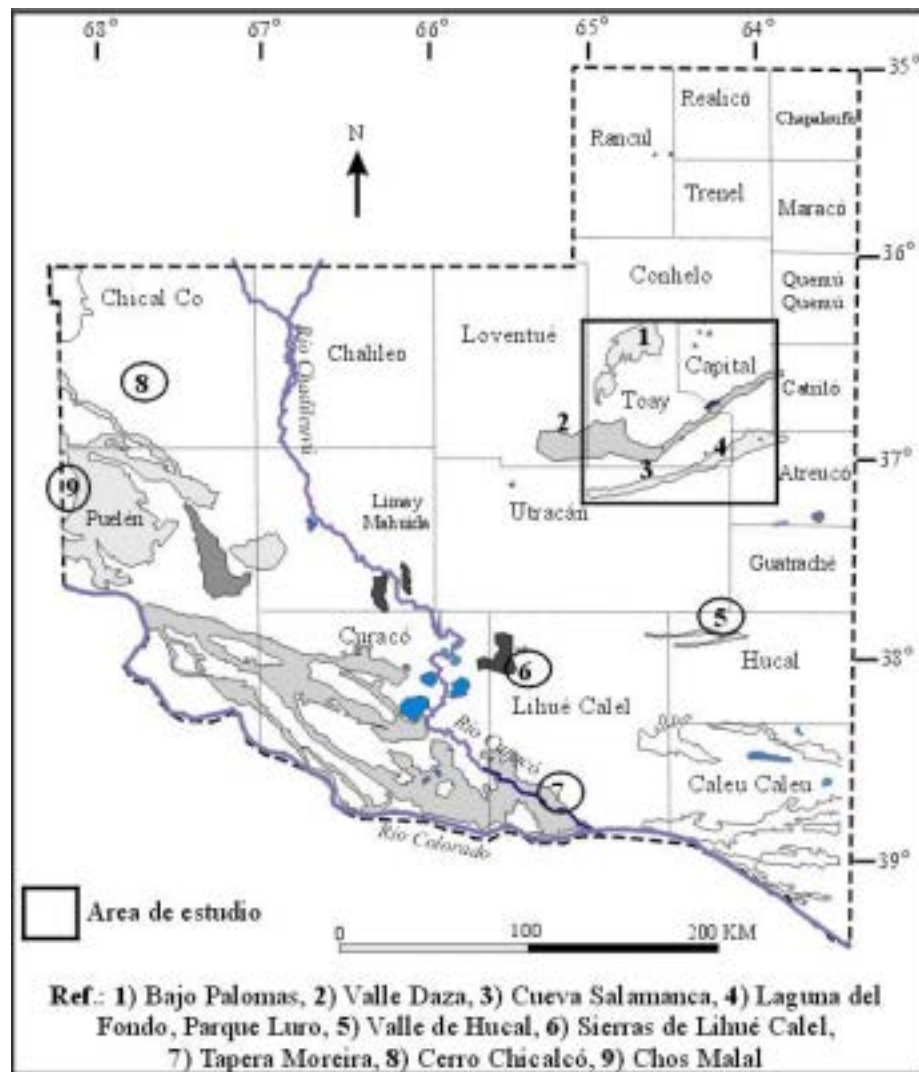 68° 67° 66° 65° 64°
35°
Realicó
Chapaleufú
Rancul
N
Trenel
Maracó
36°
Conhelo
Chical Co
Quemú
Quemú
Loventué
1
Chalileo
Capital
8
Toay
Catriló
2
4
37°
3
9
Atreucó
Limay
Mahuida
Utracán
Puelén
Guatraché
5
Curacó
Hucal
38°
6
Lihué Calel
Río Curacó
Caleu Caleu
7
Río Colorado
39°
Area de estudio
0 100 200 KM
Ref.: 1) Bajo Palomas, 2) Valle Daza, 3) Cueva Salamanca, 4) Laguna del
Fondo, Parque Luro, 5) Valle de Hucal, 6) Sierras de Lihué Calel,
7) Tapera Moreira, 8) Cerro Chicalcó, 9) Chos Malal